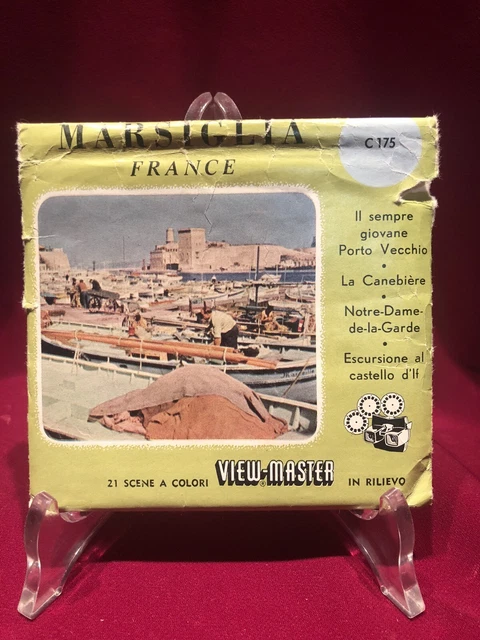 MARSIGLIA
FRANCE
C 175
Il sempre
giovane
Porto Vecchio
•
La Canebière
•
Notre-Dame-
de-la-Garde
•
Escursione al
castello d'If
21 SCENE A COLORI VIEW-MASTER® IN RILIEVO